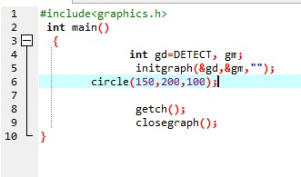 1 #include<graphics.h>
2 int main()
3 {
4 int gd=DETECT, gm;
5 initgraph(&gd,&gm,"");
6 circle(150,200,100);
7
8 getch();
9 closegraph();
10 }